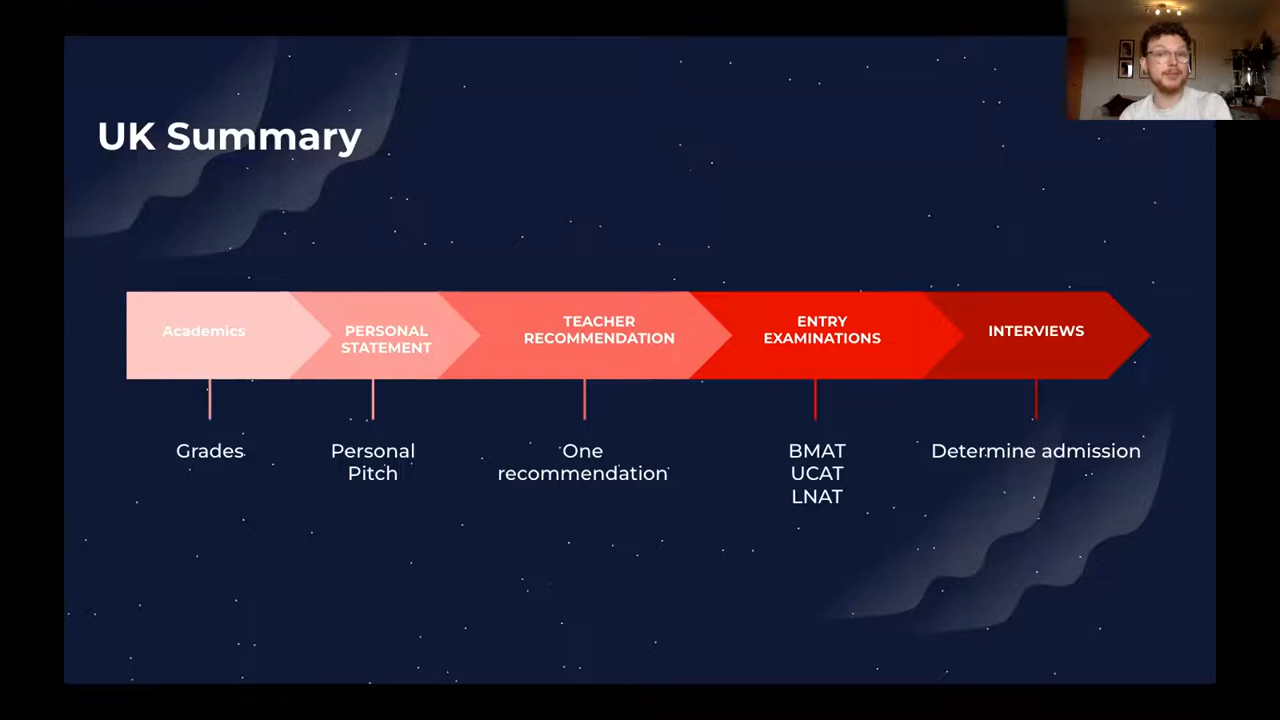 UK Summary
Academics
PERSONAL
STATEMENT
TEACHER
RECOMMENDATION
ENTRY
EXAMINATIONS
INTERVIEWS
Grades
Personal
Pitch
One
recommendation
BMAT
UCAT
LNAT
Determine admission